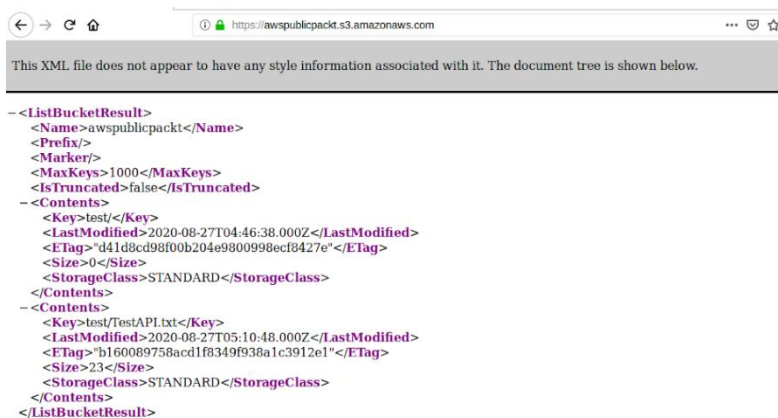 https://awspublicpackt.s3.amazonaws.com
This XML file does not appear to have any style information associated with it. The document tree is shown below.
−<ListBucketResult>
<Name>awspublicpackt</Name>
<Prefix/>
<Marker/>
<MaxKeys>1000</MaxKeys>
<IsTruncated>false</IsTruncated>
−<Contents>
<Key>test/</Key>
<LastModified>2020-08-27T04:46:38.000Z</LastModified>
<ETag>"d41d8cd98f00b204e9800998ecf8427e"</ETag>
<Size>0</Size>
<StorageClass>STANDARD</StorageClass>
</Contents>
−<Contents>
<Key>test/TestAPI.txt</Key>
<LastModified>2020-08-27T05:10:48.000Z</LastModified>
<ETag>"b160089758acd1f8349f938a1c3912e1"</ETag>
<Size>23</Size>
<StorageClass>STANDARD</StorageClass>
</Contents>
</ListBucketResult>